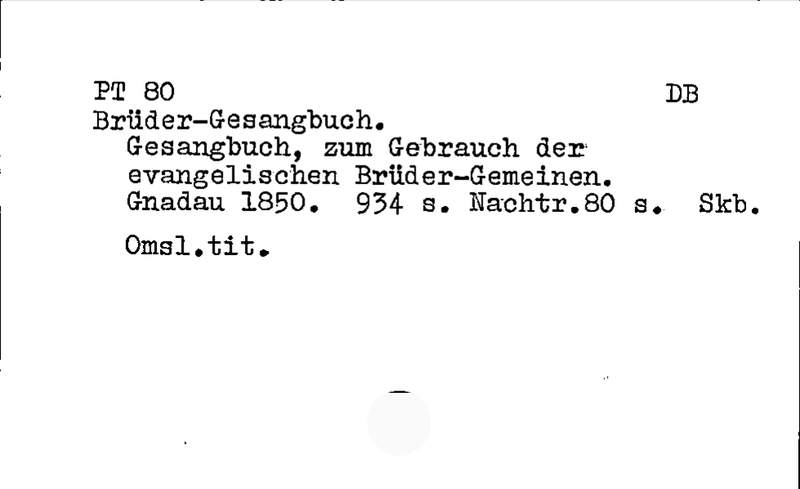 PT 80 DB
Brüder-Gesangbuch.
Gesangbuch, zum Gebrauch der
evangelischen Brüder-Gemeinen.
Gnadau 1850. 934 s. Nachtr.80 s. Skb.
Omsl.tit.